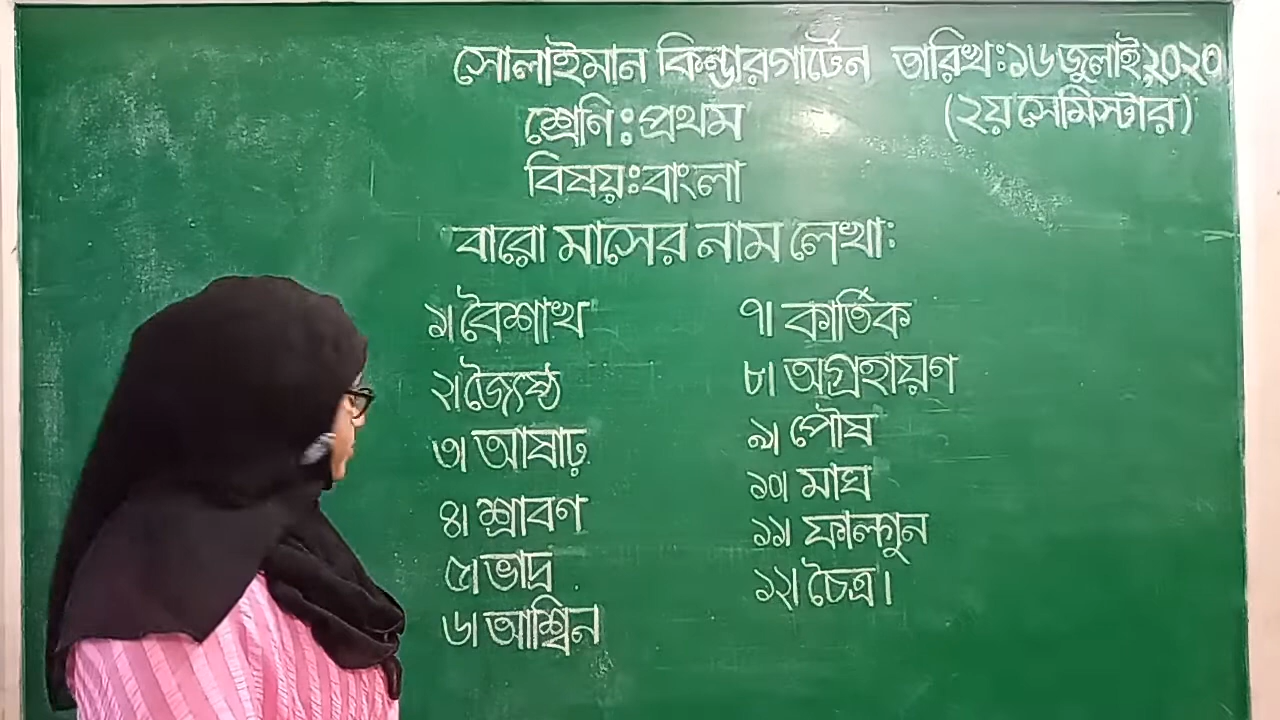 সোলাইমান কিন্ডারগার্টেন তারিখঃ১৬জুলাই,২০২০
শ্রেণিঃপ্রথম (২য়সেমিস্টার)
বিষয়ঃবাংলা
বারো মাসের নাম লেখাঃ
১। বৈশাখ
২। জ্যৈষ্ঠ
৩। আষাঢ়
৪। শ্রাবণ
৫। ভাদ্র
৬। আশ্বিন
৭। কার্তিক
৮। অগ্রহায়ণ
৯। পৌষ
১০। মাঘ
১১। ফাল্গুন
১২। চৈত্র।